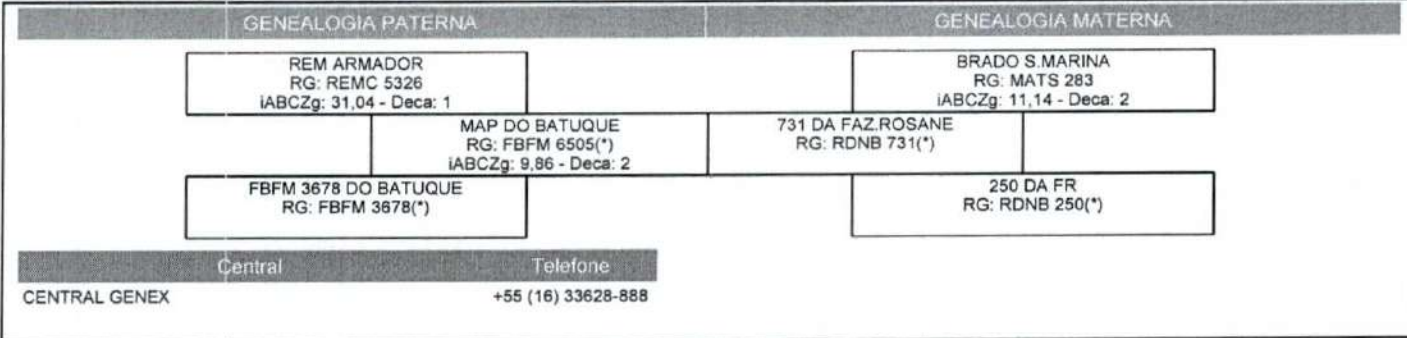 GENEALOGIA PATERNA
GENEALOGIA MATERNA
REM ARMADOR
RG: REMC 5326
iABCZg: 31,04 - Deca: 1
BRADO S.MARINA
RG: MATS 283
iABCZg: 11,14 - Deca: 2
MAP DO BATUQUE
RG: FBFM 6505(*)
iABCZg: 9,86 - Deca: 2
731 DA FAZ.ROSANE
RG: RDNB 731(*)
FBFM 3678 DO BATUQUE
RG: FBFM 3678(*)
250 DA FR
RG: RDNB 250(*)
Central
Telefone
CENTRAL GENEX
+55 (16) 33628-888